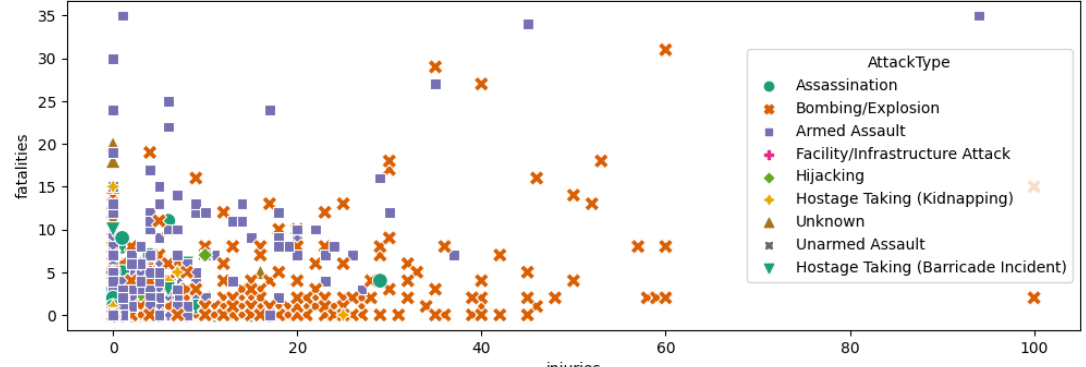 35
30
25
20
15
10
5
0
fatalities
AttackType
Assassination
Bombing/Explosion
Armed Assault
Facility/Infrastructure Attack
Hijacking
Hostage Taking (Kidnapping)
Unknown
Unarmed Assault
Hostage Taking (Barricade Incident)
0 20 40 60 80 100
injuries